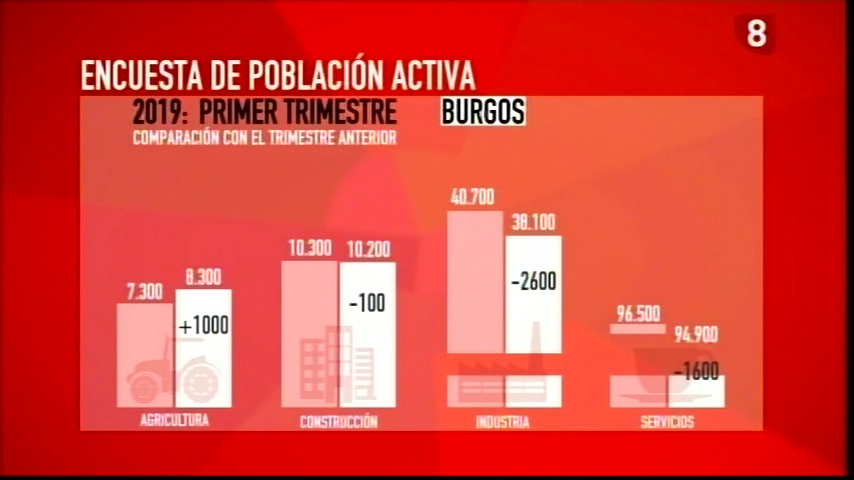 8
ENCUESTA DE POBLACIÓN ACTIVA
2019: PRIMER TRIMESTRE BURGOS
COMPARACIÓN CON EL TRIMESTRE ANTERIOR
7.300 8.300 10.300 10.200 40.700 38.100 96.500 94.900
+1000 -100 -2600 -1600
AGRICULTURA CONSTRUCCIÓN INDUSTRIA SERVICIOS